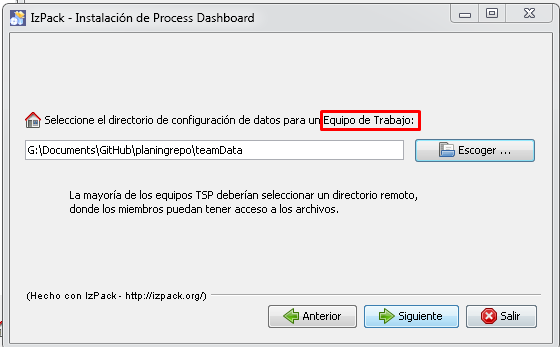 IzPack - Instalación de Process Dashboard
Seleccione el directorio de configuración de datos para un Equipo de Trabajo:
G:\Documents\GitHub\planingrepo\teamData
Escoger ...
La mayoría de los equipos TSP deberían seleccionar un directorio remoto,
donde los miembros puedan tener acceso a los archivos.
(Hecho con IzPack - http://izpack.org/)
Anterior
Siguiente
Salir